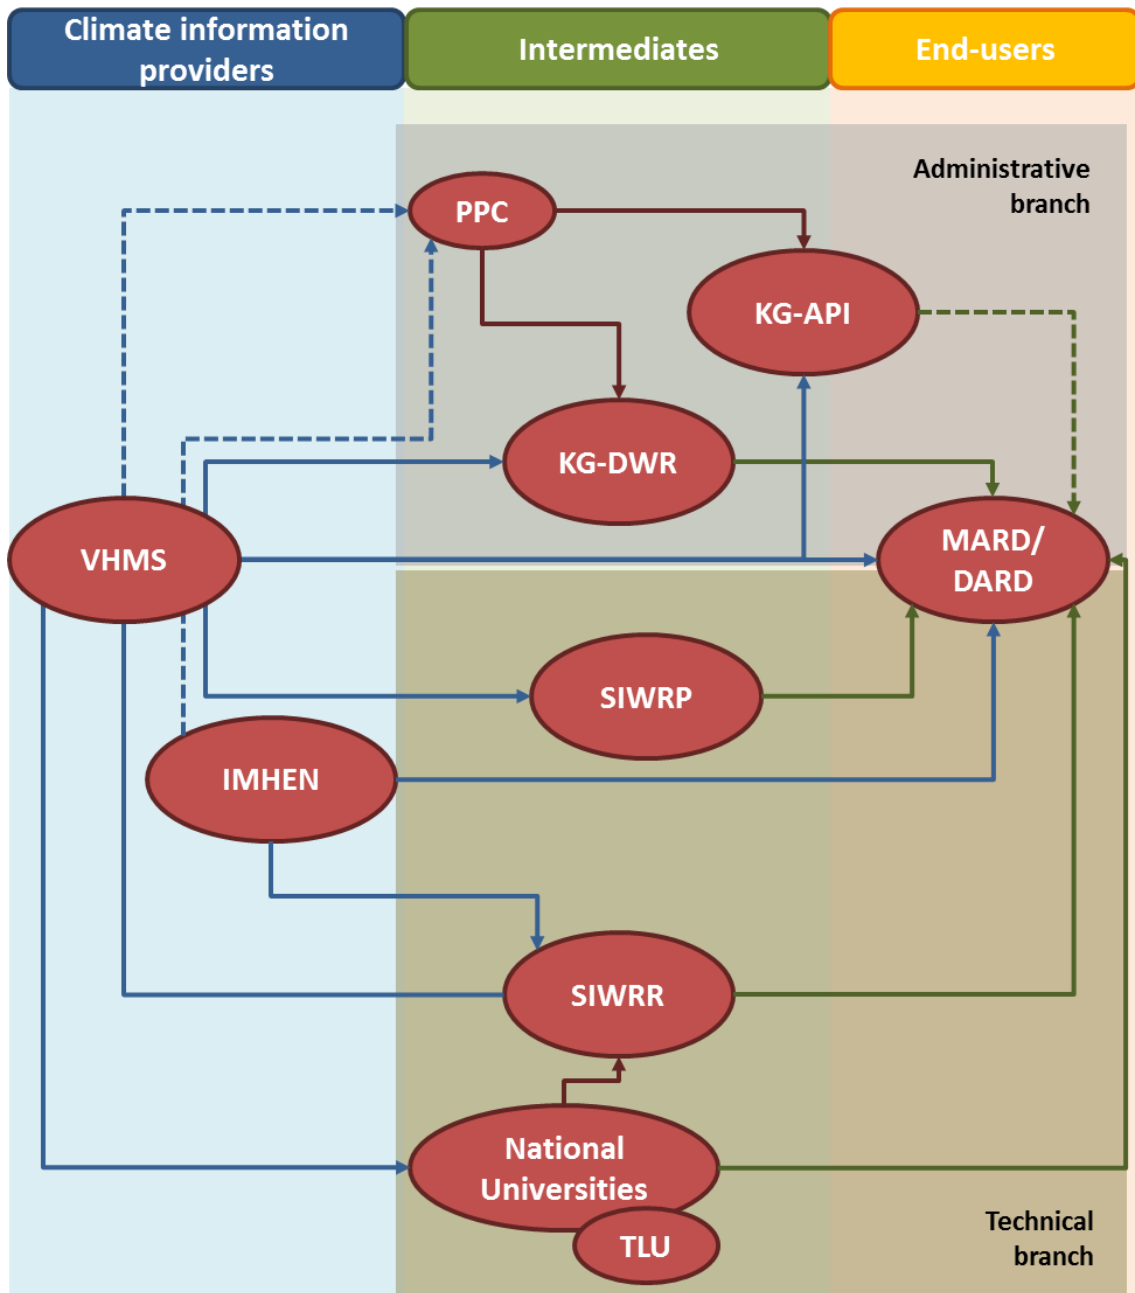 Climate information
providers
Intermediates
End-users
Administrative
branch
PPC
KG-API
KG-DWR
VHMS
MARD/
DARD
SIWRP
IMHEN
SIWRR
National
Universities
TLU
Technical
branch